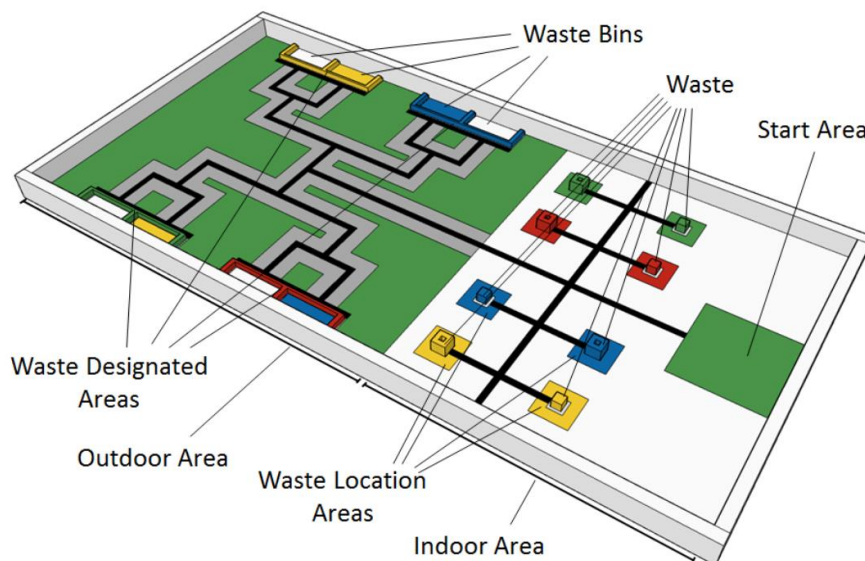 Waste Bins
Waste
Start Area
Waste Designated
Areas
Outdoor Area
Waste Location
Areas
Indoor Area